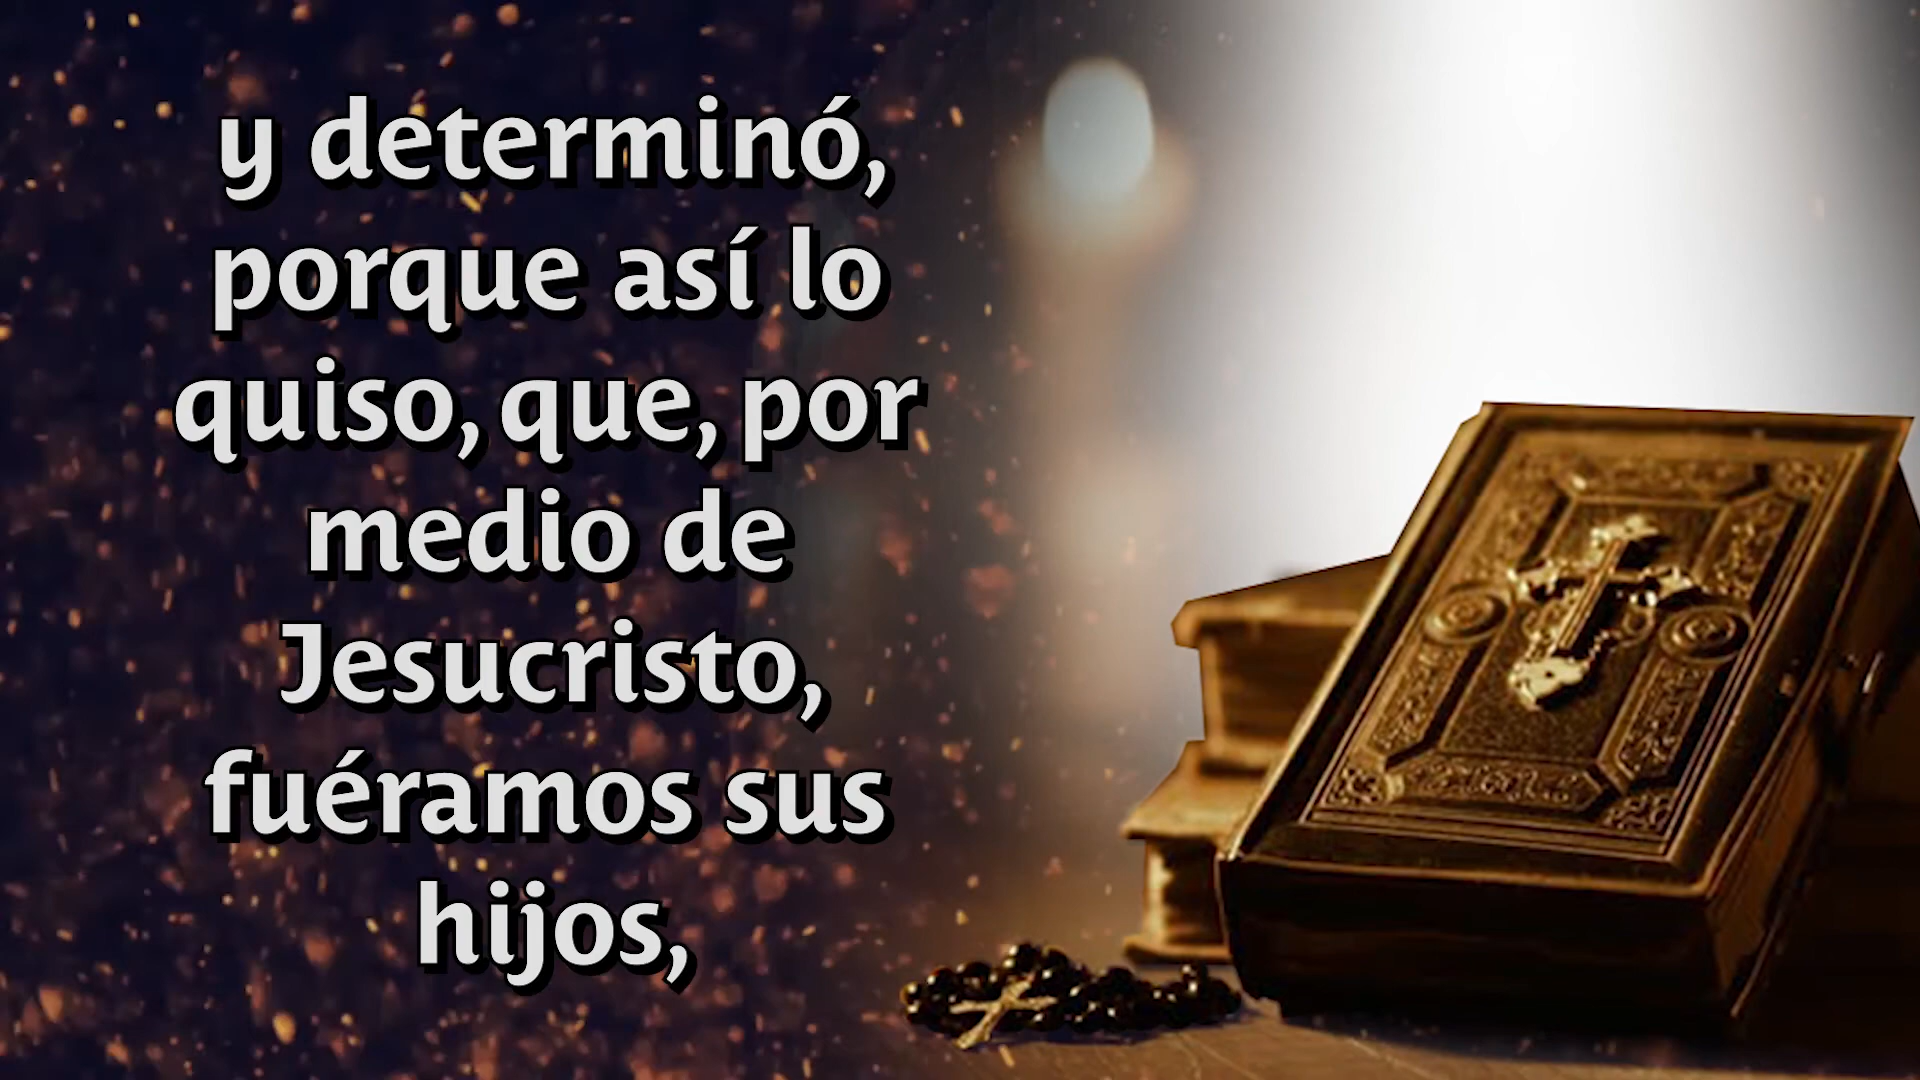 y determinó,
porque así lo
quiso, que, por
medio de
Jesucristo,
fuéramos sus
hijos,